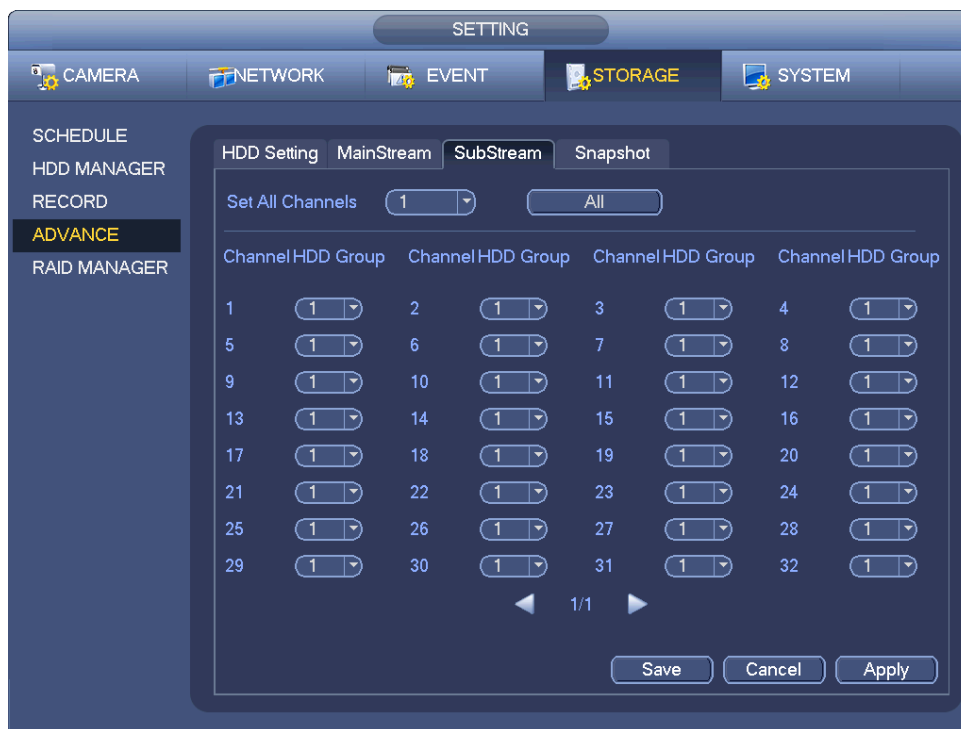 SETTING
CAMERA NETWORK EVENT STORAGE SYSTEM
SCHEDULE
HDD MANAGER
RECORD
ADVANCE
RAID MANAGER
HDD Setting MainStream SubStream Snapshot
Set All Channels 1 All
Channel HDD Group Channel HDD Group Channel HDD Group Channel HDD Group
1 1 2 1 3 1 4 1
5 1 6 1 7 1 8 1
9 1 10 1 11 1 12 1
13 1 14 1 15 1 16 1
17 1 18 1 19 1 20 1
21 1 22 1 23 1 24 1
25 1 26 1 27 1 28 1
29 1 30 1 31 1 32 1
1/1
Save Cancel Apply